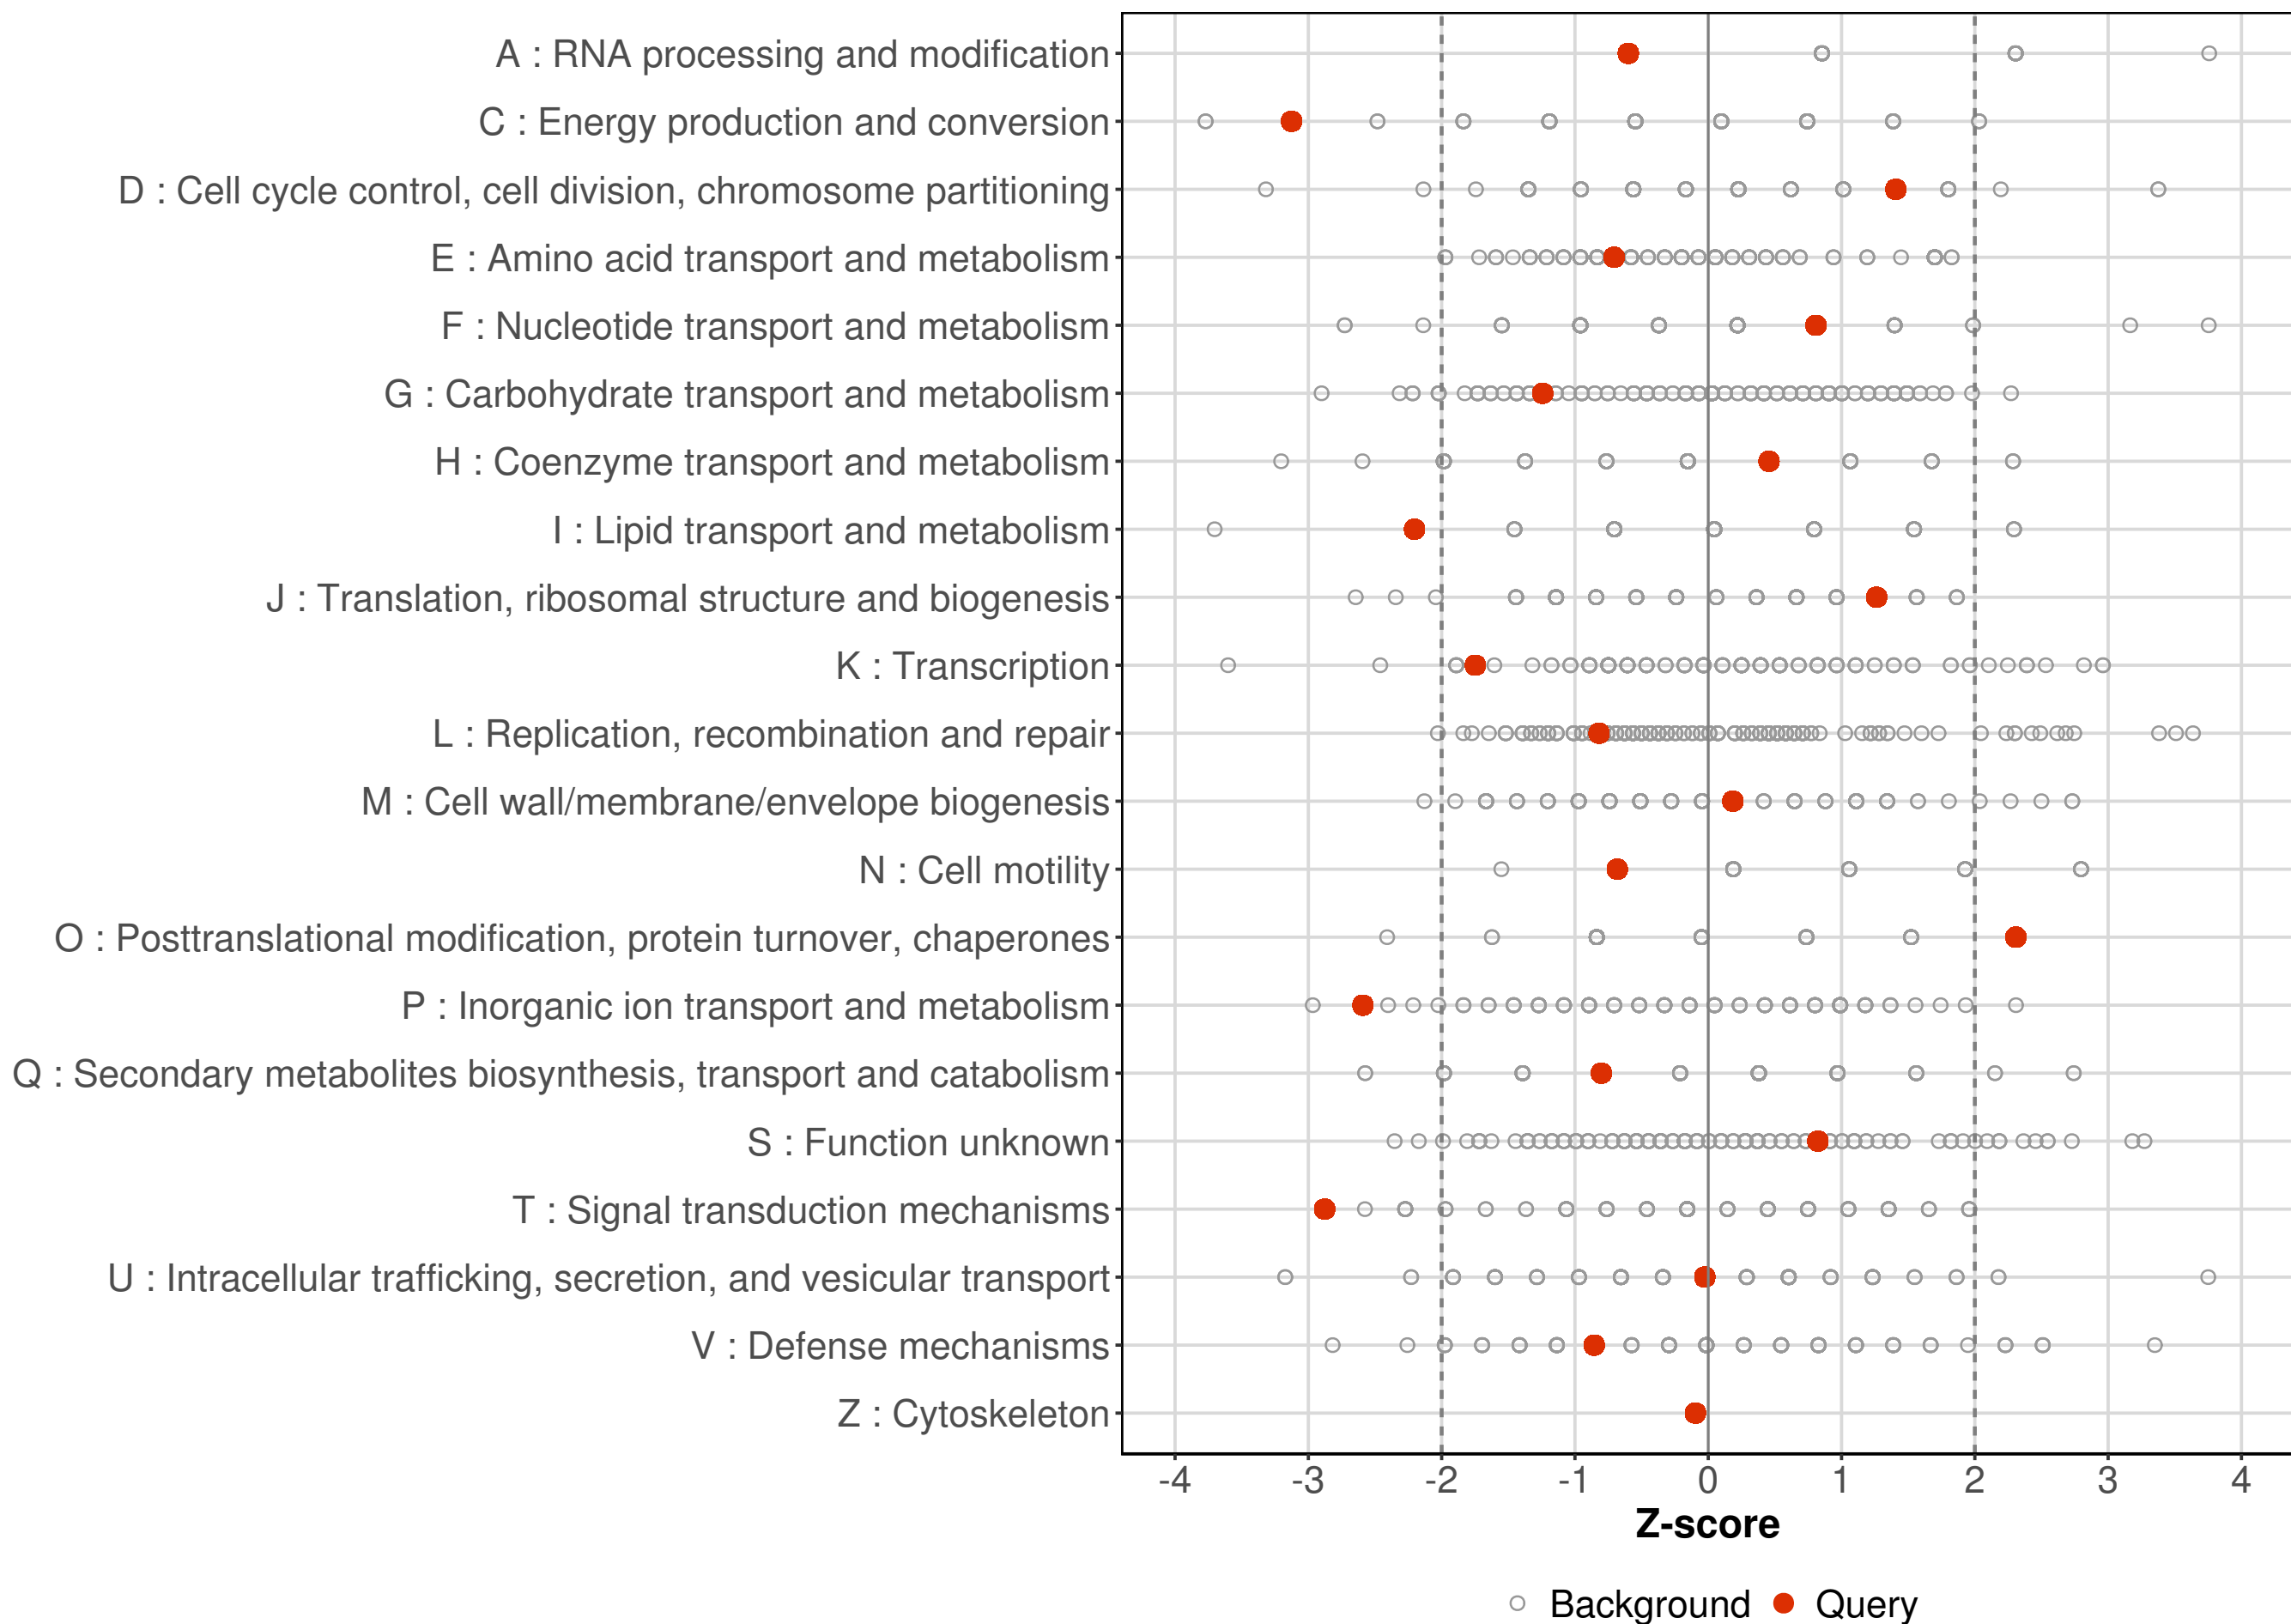 A : RNA processing and modification
C : Energy production and conversion
D : Cell cycle control, cell division, chromosome partitioning
E : Amino acid transport and metabolism
F : Nucleotide transport and metabolism
G : Carbohydrate transport and metabolism
H : Coenzyme transport and metabolism
I : Lipid transport and metabolism
J : Translation, ribosomal structure and biogenesis
K : Transcription
L : Replication, recombination and repair
M : Cell wall/membrane/envelope biogenesis
N : Cell motility
O : Posttranslational modification, protein turnover, chaperones
P : Inorganic ion transport and metabolism
Q : Secondary metabolites biosynthesis, transport and catabolism
S : Function unknown
T : Signal transduction mechanisms
U : Intracellular trafficking, secretion, and vesicular transport
V : Defense mechanisms
Z : Cytoskeleton
-4 -3 -2 -1 0 1 2 3 4
Z-score
Background Query